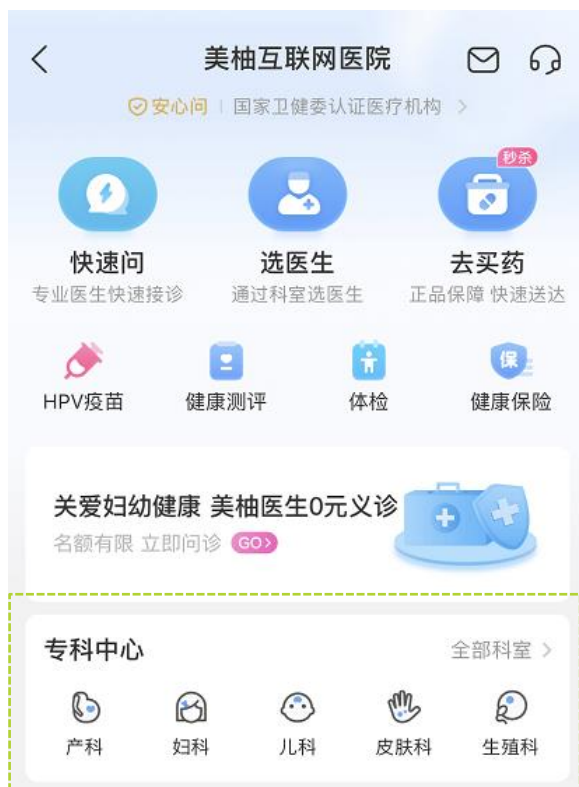 美柚互联网医院
安心问 国家卫健委认证医疗机构 >
秒杀
快速问 选医生 去买药
专业医生快速接诊 通过科室选医生 正品保障 快速送达
保
HPV疫苗 健康测评 体检 健康保险
关爱妇幼健康 美柚医生0元义诊
名额有限 立即问诊 GO>
专科中心 全部科室 >
产科 妇科 儿科 皮肤科 生殖科